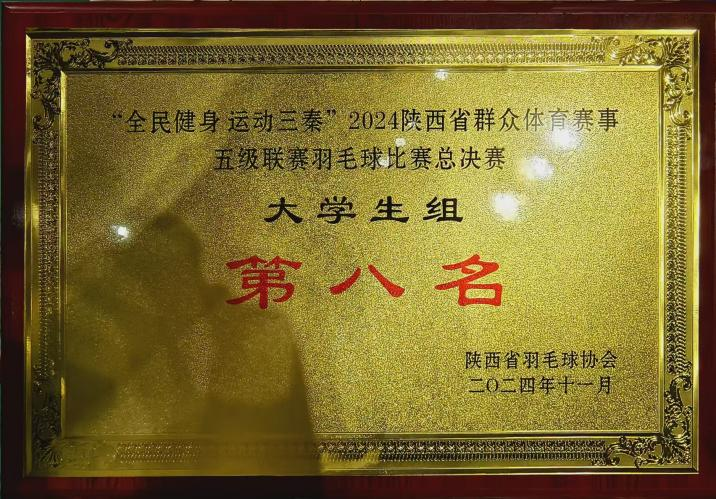 “全民健身 运动三秦”2024陕西省群众体育赛事
五级联赛羽毛球比赛总决赛
大学生组
第八名
陕西省羽毛球协会
二〇二四年十一月